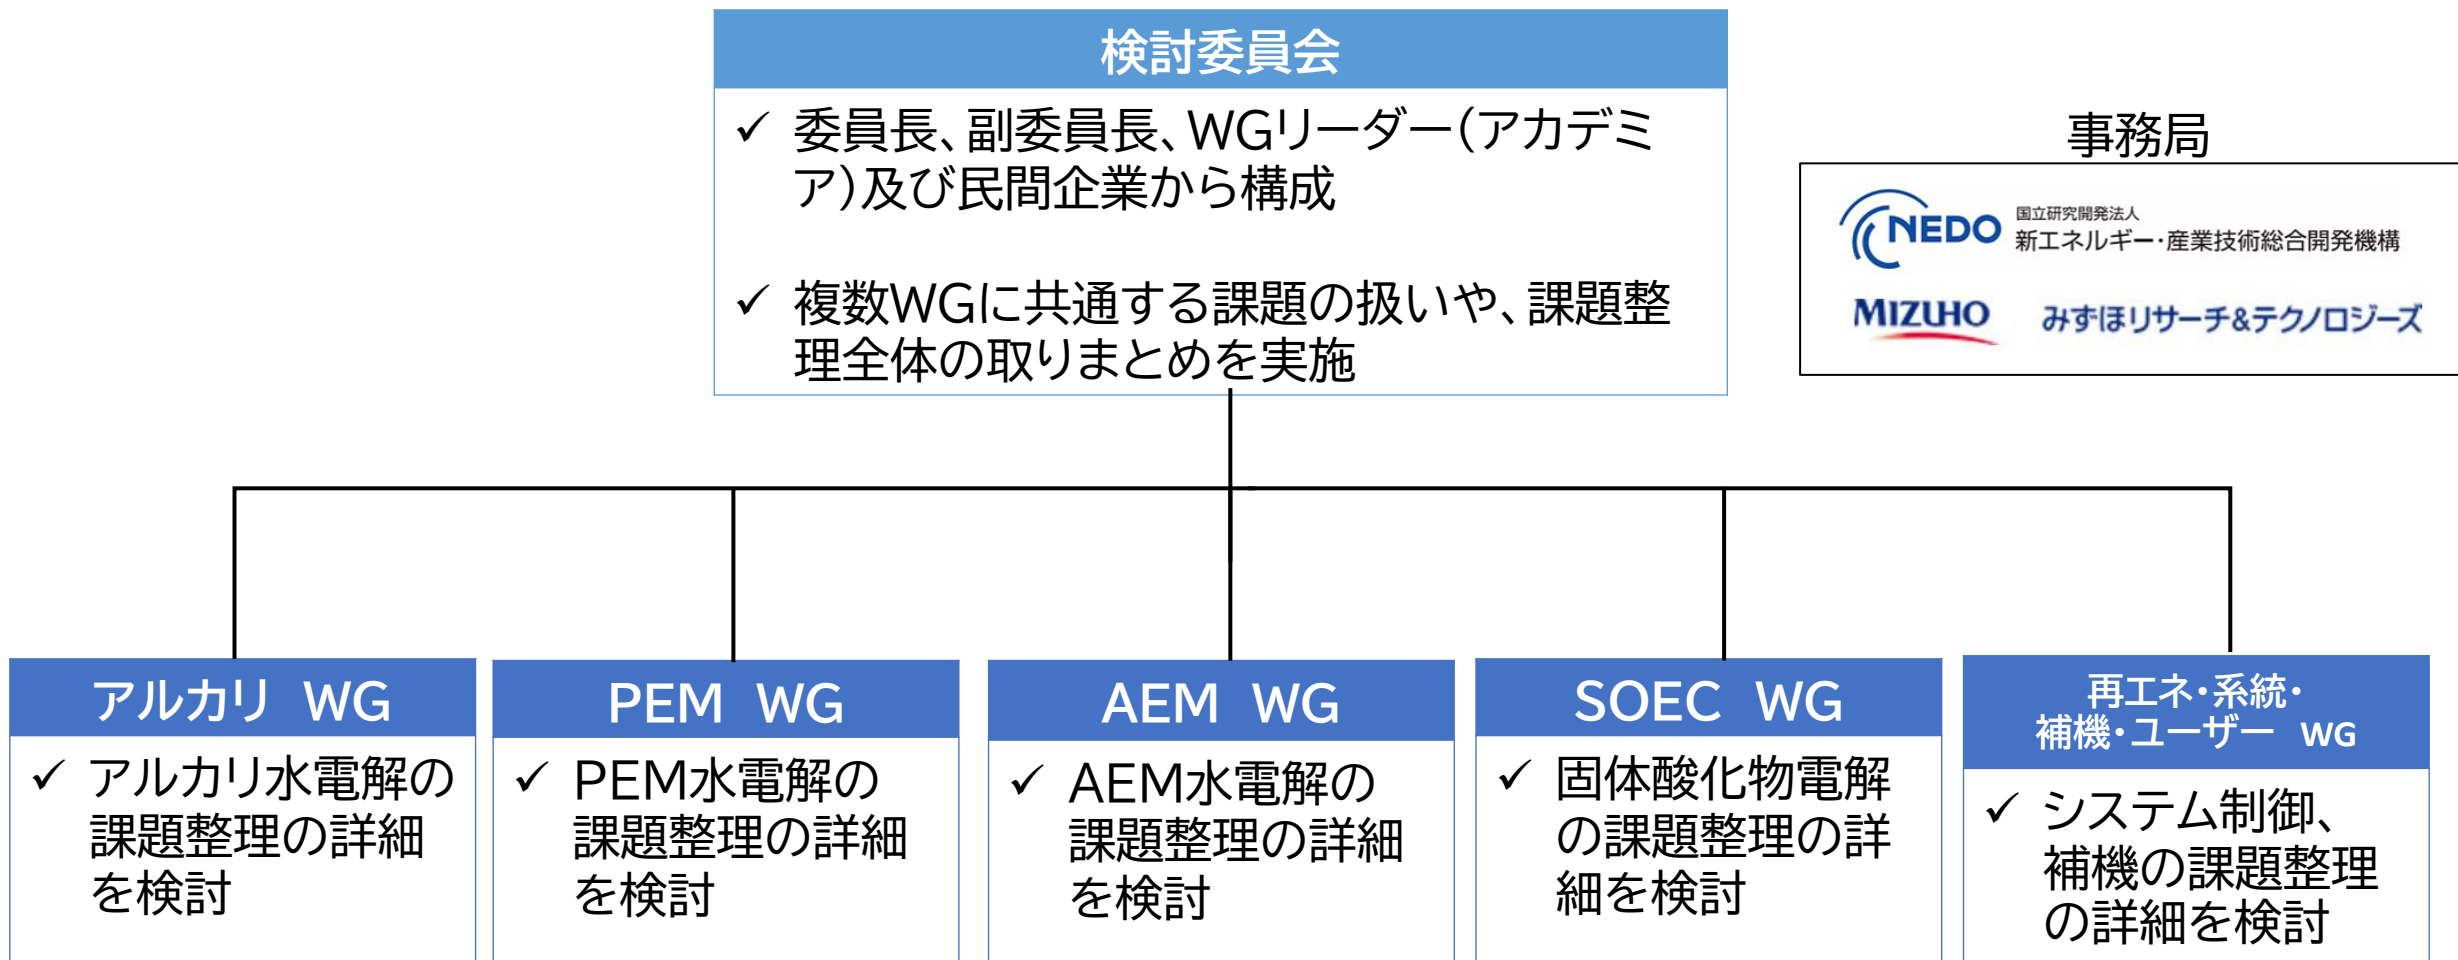 検討委員会
✓ 委員長、副委員長、WGリーダー(アカデミ
ア)及び民間企業から構成
✓ 複数WGに共通する課題の扱いや、課題整
理全体の取りまとめを実施
事務局
NEDO 国立研究開発法人
新エネルギー・産業技術総合開発機構
MIZUHO みずほリサーチ&テクノロジーズ
アルカリ WG
✓ アルカリ水電解の
課題整理の詳細
を検討
PEM WG
✓ PEM水電解の
課題整理の詳細
を検討
AEM WG
✓ AEM水電解の
課題整理の詳細
を検討
SOEC WG
✓ 固体酸化物電解
の課題整理の詳
細を検討
再エネ・系統・
補機・ユーザー WG
✓ システム制御、
補機の課題整理
の詳細を検討